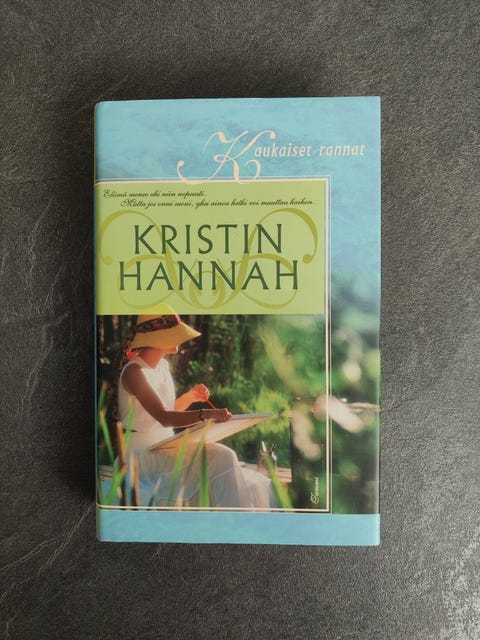 Kaukaiset rannat
Elämä menee ohi niin nopeasti.
Mutta jos onni suosii, yksi ainoa hetki voi muuttaa kaiken.
KRISTIN
HANNAH
Tammi